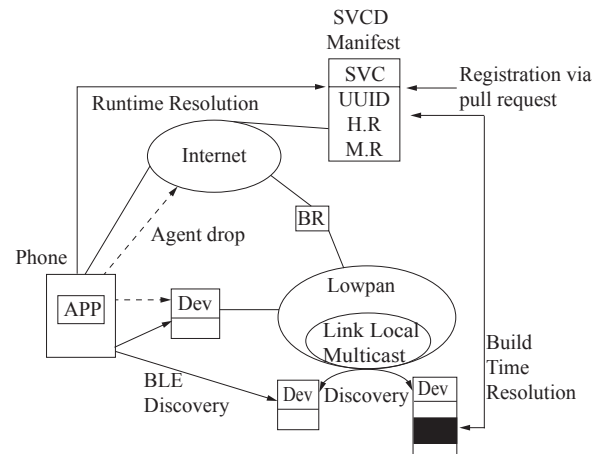 SVCD
Manifest
SVC
UUID
H.R
M.R
Registration via
pull request
Runtime Resolution
Internet
BR
Agent drop
Phone
APP
Dev
Lowpan
Link Local
Multicast
Build
Time
Resolution
BLE
Discovery
Dev
Discovery
Dev